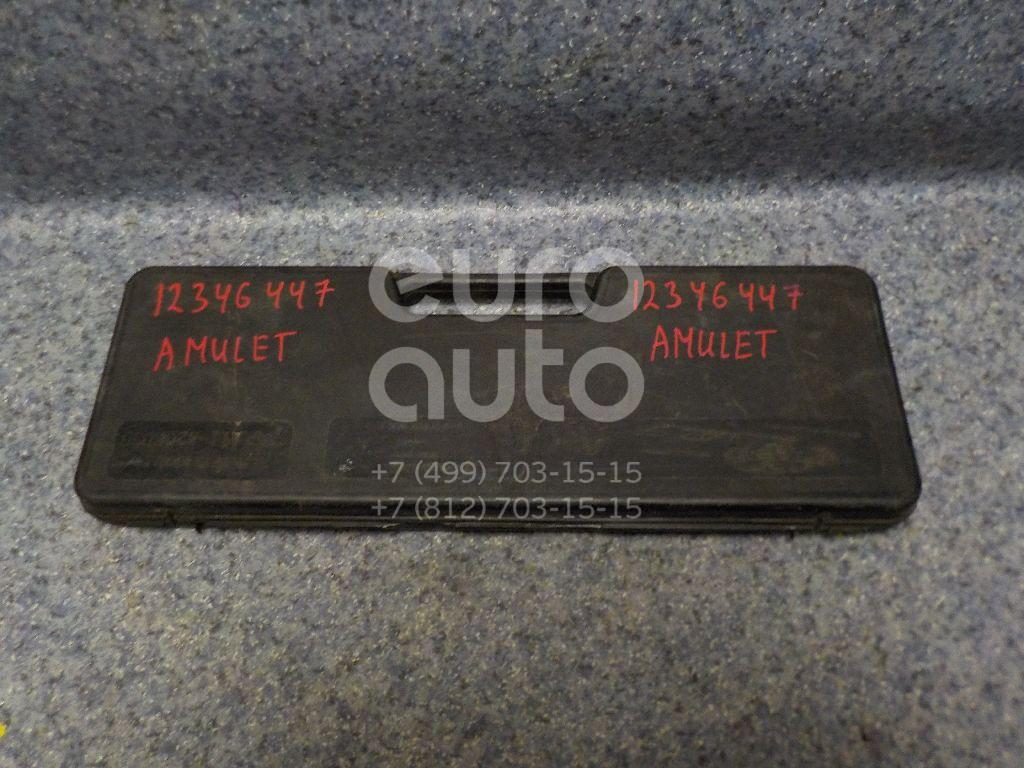 12346447
AMULET
12346447
AMULET
euro
auto
+7 (499) 703-15-15
+7 (812) 703-15-15